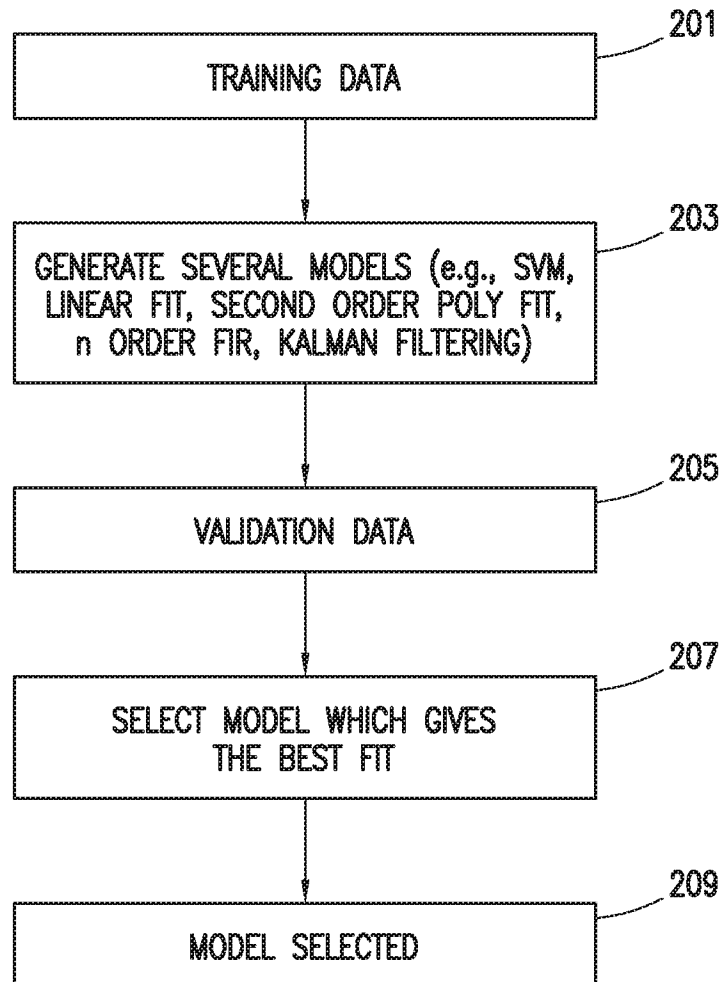 201
TRAINING DATA
203
GENERATE SEVERAL MODELS (e.g., SVM,
LINEAR FIT, SECOND ORDER POLY FIT,
n ORDER FIR, KALMAN FILTERING)
205
VALIDATION DATA
207
SELECT MODEL WHICH GIVES
THE BEST FIT
209
MODEL SELECTED